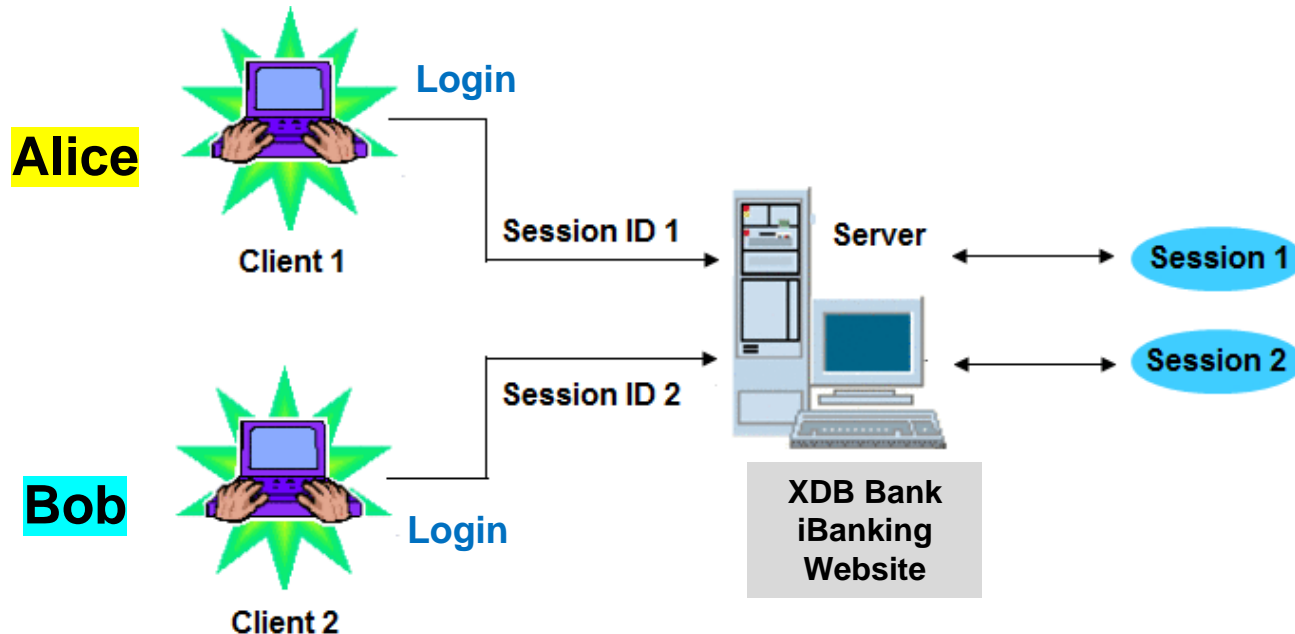 Login
Alice
Client 1
Session ID 1
Server
Session 1
Session 2
Session ID 2
Bob
Login
Client 2
XDB Bank
iBanking
Website